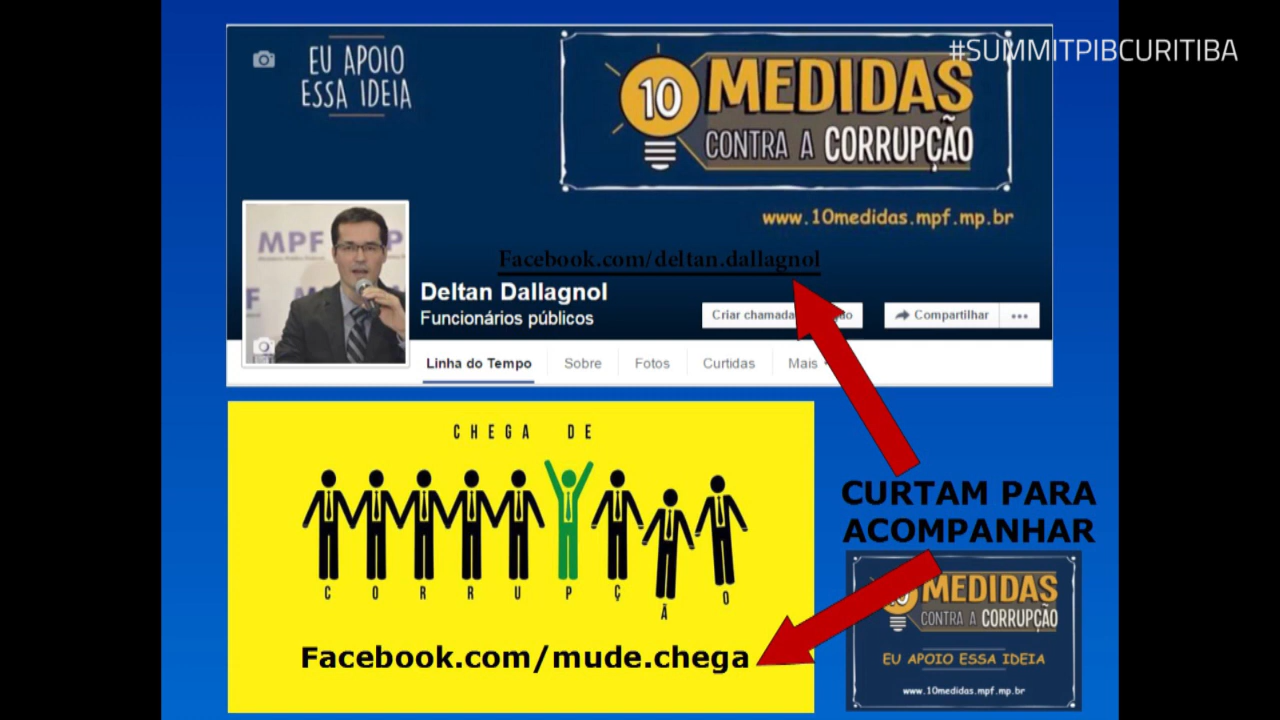 #SUMMITPIBCURITIBA
EU APOIO
ESSA IDEIA
10 MEDIDAS
CONTRA A CORRUPÇÃO
www.10medidas.mpf.mp.br
MPF
Facebook.com/deltan.dallagnol
Deltan Dallagnol
Funcionários públicos
Criar chamada
Compartilhar
Linha do Tempo
Sobre
Fotos
Curtidas
Mais
CHEGA DE
CORRUPÇÃO
Facebook.com/mude.chega
CURTAM PARA
ACOMPANHAR
MEDIDAS
CONTRA A CORRUPÇÃO
EU APOIO ESSA IDEIA
www.10medidas.mpf.mp.br